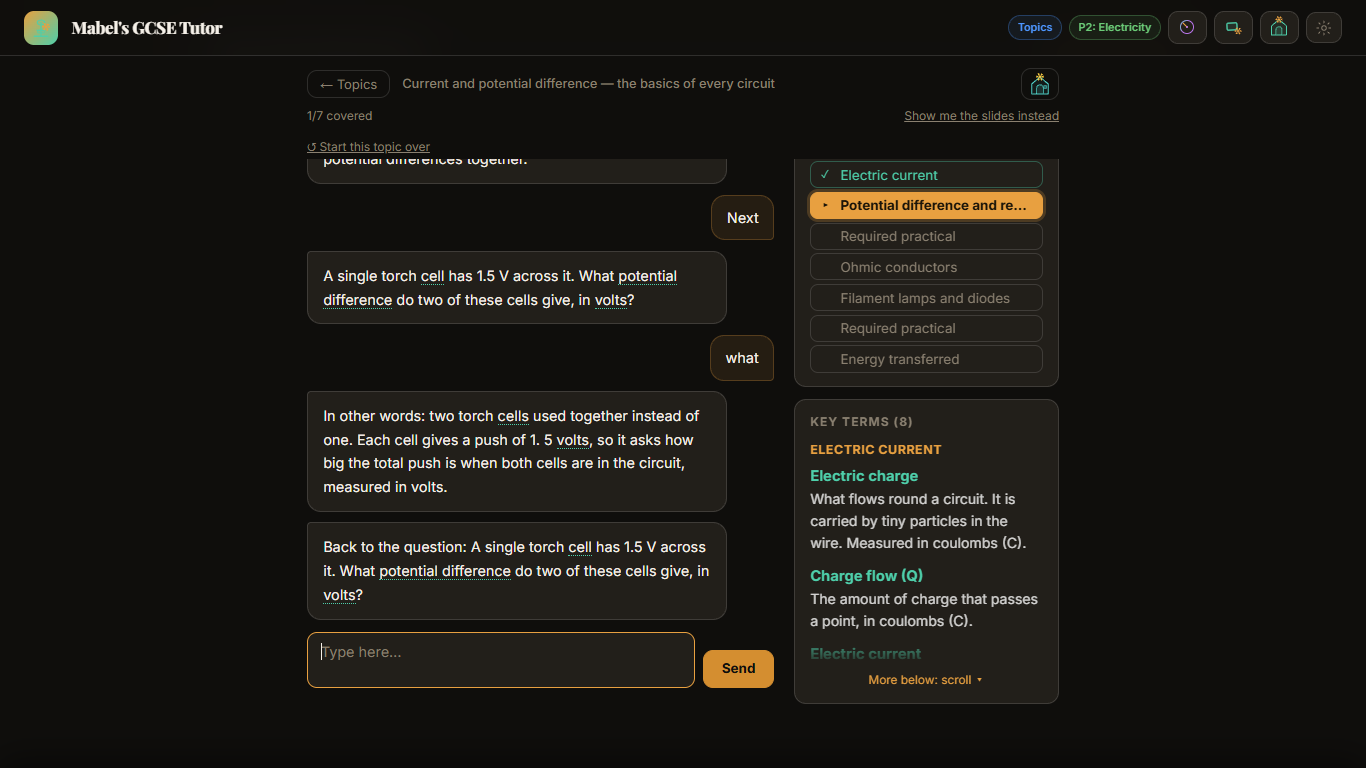 Mabel's GCSE Tutor
Topics
P2: Electricity
← Topics
Current and potential difference — the basics of every circuit
1/7 covered
Show me the slides instead
↺ Start this topic over
potential differences together.
Next
A single torch cell has 1.5 V across it. What potential
difference do two of these cells give, in volts?
what
In other words: two torch cells used together instead of
one. Each cell gives a push of 1. 5 volts, so it asks how
big the total push is when both cells are in the circuit,
measured in volts.
Back to the question: A single torch cell has 1.5 V across
it. What potential difference do two of these cells give, in
volts?
Type here...
Send
✓ Electric current
▸ Potential difference and re...
Required practical
Ohmic conductors
Filament lamps and diodes
Required practical
Energy transferred
KEY TERMS (8)
ELECTRIC CURRENT
Electric charge
What flows round a circuit. It is
carried by tiny particles in the
wire. Measured in coulombs (C).
Charge flow (Q)
The amount of charge that passes
a point, in coulombs (C).
Electric current
More below: scroll ▾